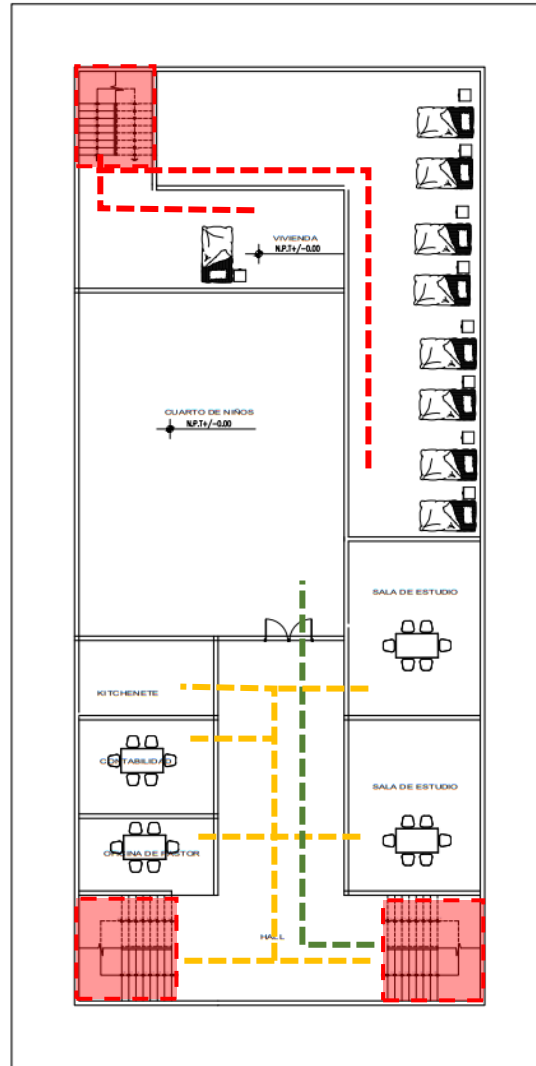 VIVIENDA
N.P.T+/-0.00
CUARTO DE NIÑOS
N.P.T+/-0.00
SALA DE ESTUDIO
KITCHENETE
CONTABILIDAD
SALA DE ESTUDIO
OFICINA DE PASTOR
HALL